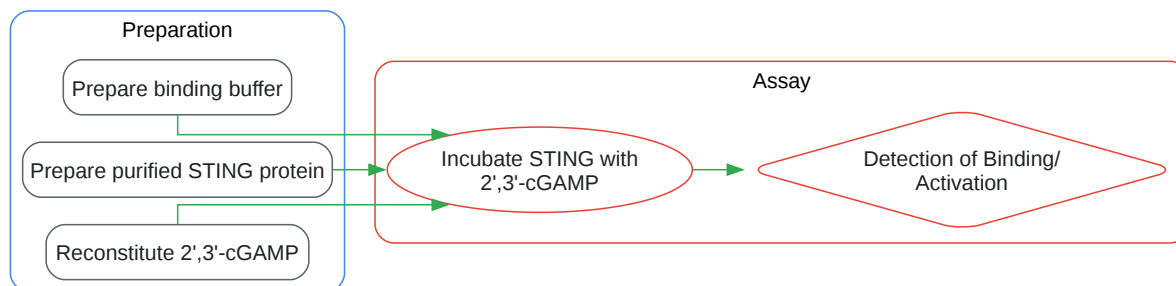 Preparation
Prepare binding buffer
Prepare purified STING protein
Reconstitute 2',3'-cGAMP
Assay
Incubate STING with
2',3'-cGAMP
Detection of Binding/
Activation